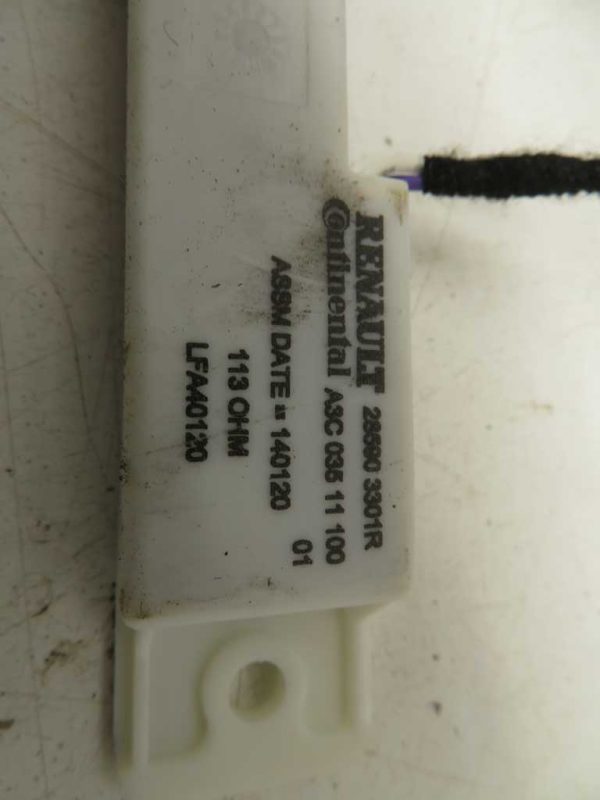 RENAULT 28590 3301R
Continental A3C 035 11 100
01
ASSM DATE = 140120
113 OHM
LFA40120